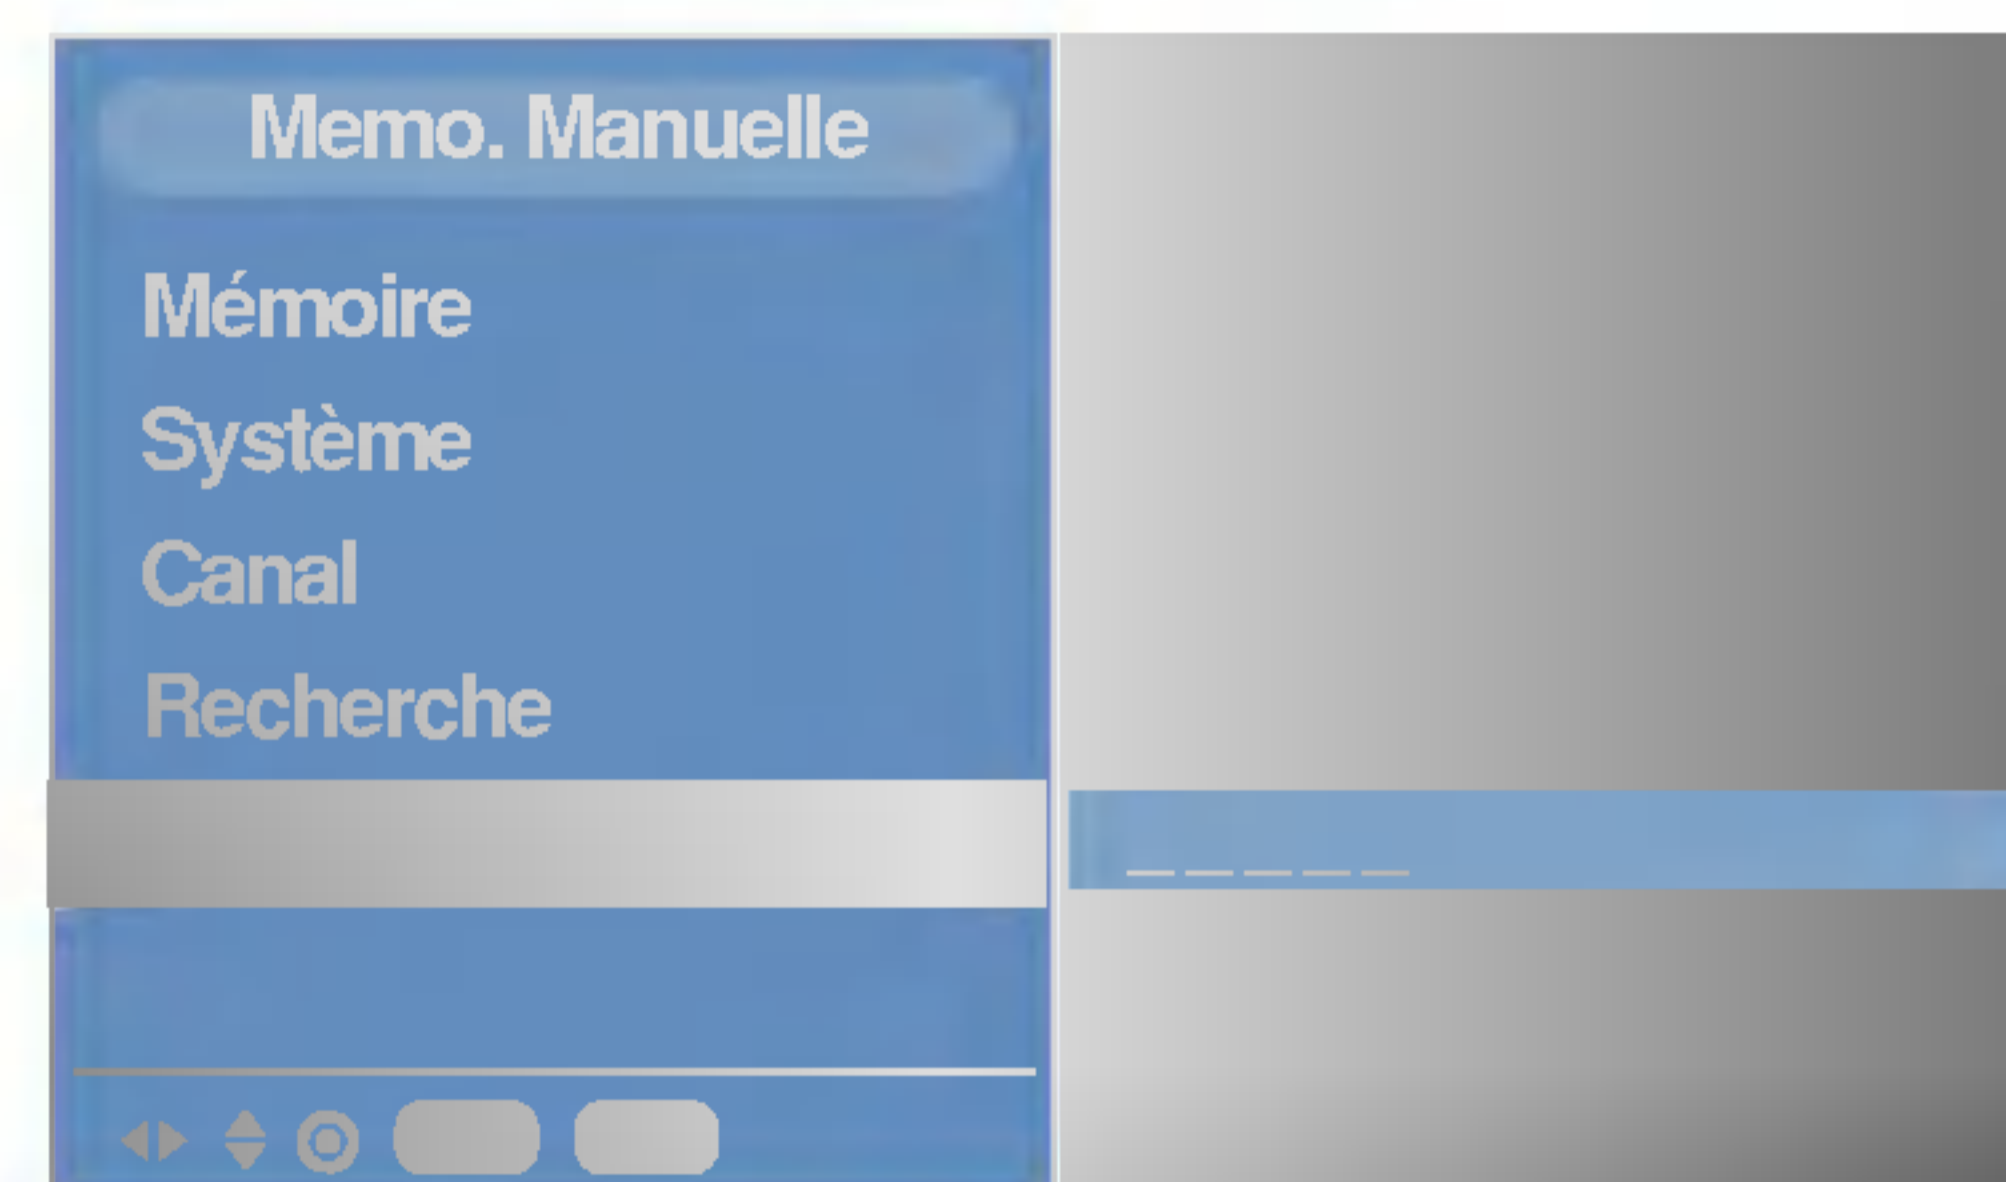 Memo. Manuelle
Mémoire
Système
Canal
Recherche
_ _ _ _ _